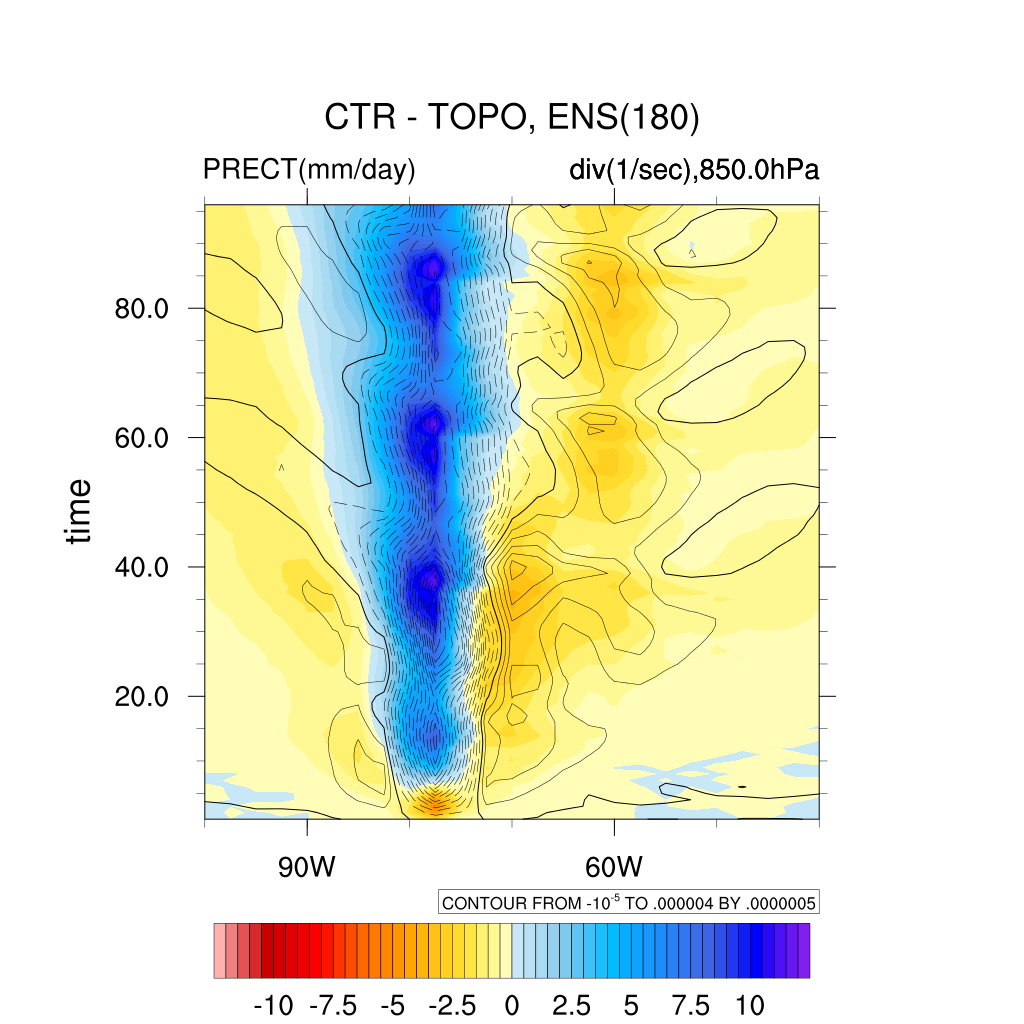 CTR - TOPO, ENS(180)
PRECT(mm/day) div(1/sec),850.0hPa
80.0
60.0
time
40.0
20.0
90W 60W
CONTOUR FROM -10⁻⁵ TO .000004 BY .0000005
-10 -7.5 -5 -2.5 0 2.5 5 7.5 10